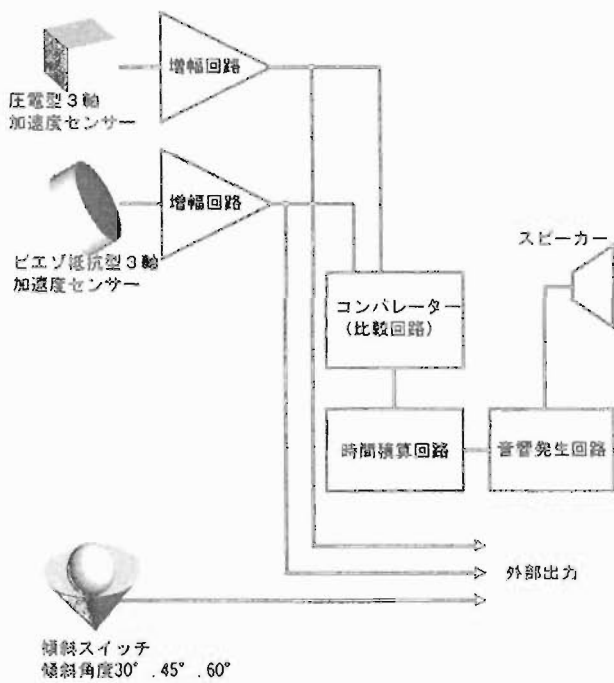 増幅回路
圧電型３軸
加速度センサー
増幅回路
ピエゾ抵抗型３軸
加速度センサー
スピーカー
コンパレーター
(比較回路)
時間積算回路
音響発生回路
外部出力
傾斜スイッチ
傾斜角度30°.45°.60°